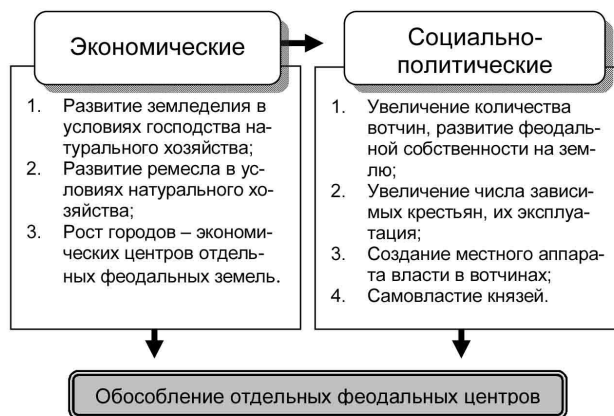 Экономические
1. Развитие земледелия в
условиях господства на-
турального хозяйства;
2. Развитие ремесла в ус-
ловиях натурального хо-
зяйства;
3. Рост городов – экономи-
ческих центров отдель-
ных феодальных земель.
Социально-
политические
1. Увеличение количества
вотчин, развитие феодаль-
ной собственности на зем-
лю;
2. Увеличение числа зависи-
мых крестьян, их эксплуа-
тация;
3. Создание местного аппара-
та власти в вотчинах;
4. Самовластие князей.
Обособление отдельных феодальных центров